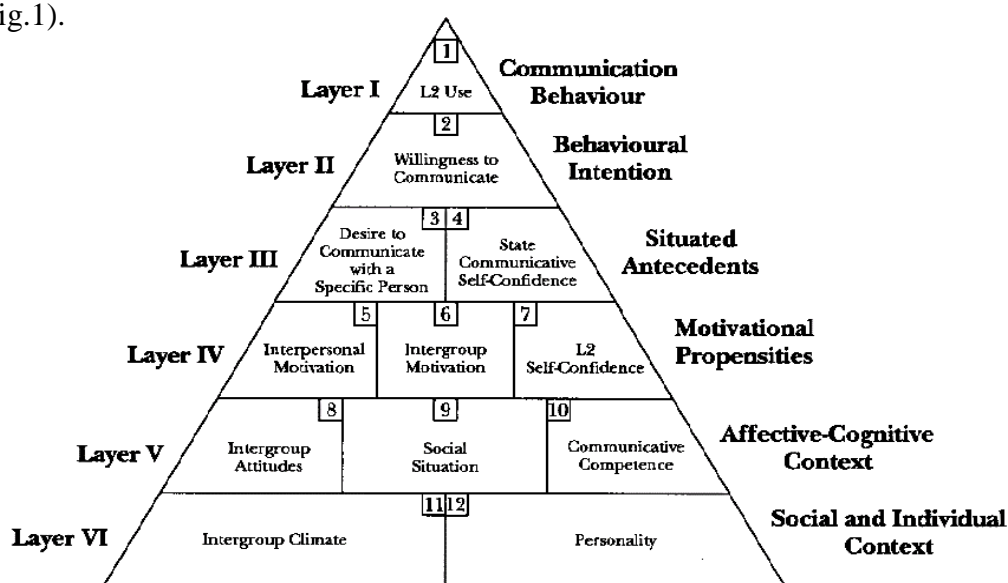 ig.1).
1
Layer I
L2 Use
Communication
Behaviour
2
Layer II
Willingness to
Communicate
Behavioural
Intention
3 4
Layer III
Desire to
Communicate
with a
Specific Person
State
Communicative
Self-Confidence
Situated
Antecedents
5 6 7
Layer IV
Interpersonal
Motivation
Intergroup
Motivation
L2
Self-Confidence
Motivational
Propensities
8 9 10
Layer V
Intergroup
Attitudes
Social
Situation
Communicative
Competence
Affective-Cognitive
Context
11 12
Layer VI
Intergroup Climate
Personality
Social and Individual
Context